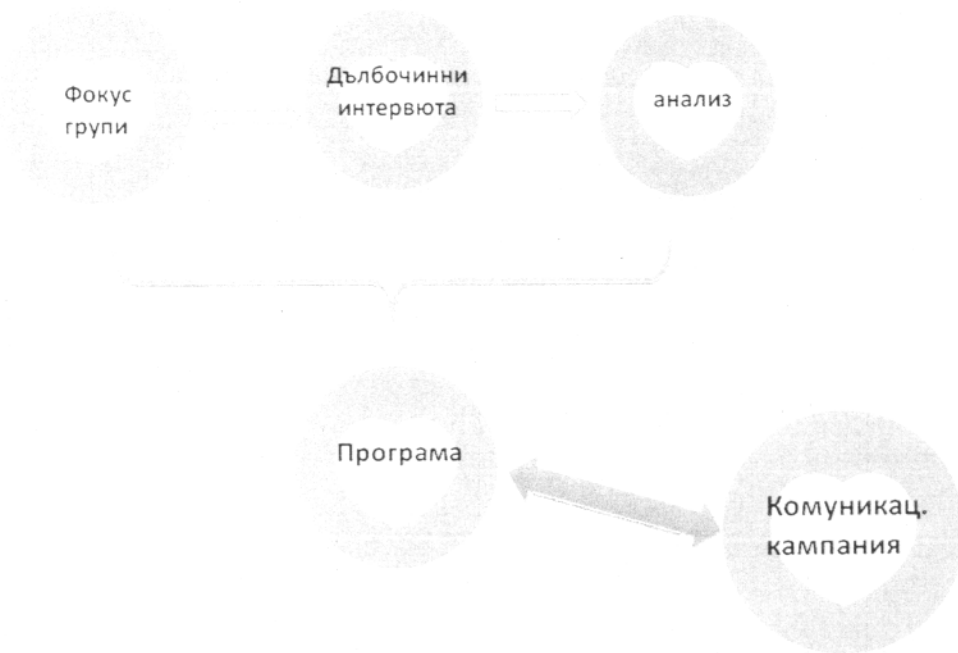 Фокус
групи
Дълбочинни
интервюта
анализ
Програма
Комуникац.
кампания